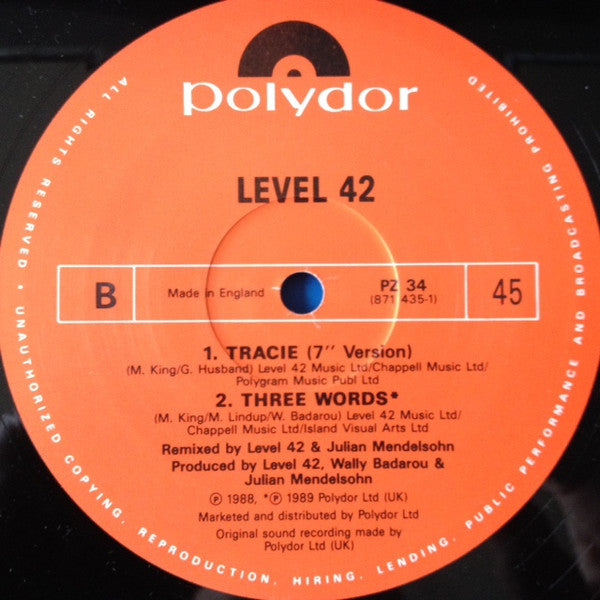 polydor
LEVEL 42
B
Made in England
PZ 34
(871 435-1)
45
1. TRACIE (7" Version)
(M. King/G. Husband) Level 42 Music Ltd/Chappell Music Ltd/
Polygram Music Publ Ltd
2. THREE WORDS*
(M. King/M. Lindup/W. Badarou) Level 42 Music Ltd/
Chappell Music Ltd/Island Visual Arts Ltd
Remixed by Level 42 & Julian Mendelsohn
Produced by Level 42, Wally Badarou &
Julian Mendelsohn
℗ 1988, *℗ 1989 Polydor Ltd (UK)
Marketed and distributed by Polydor Ltd
Original sound recording made by
Polydor Ltd (UK)
ALL RIGHTS RESERVED • UNAUTHORIZED COPYING, REPRODUCTION, HIRING, LENDING, PUBLIC PERFORMANCE AND BROADCASTING PROHIBITED